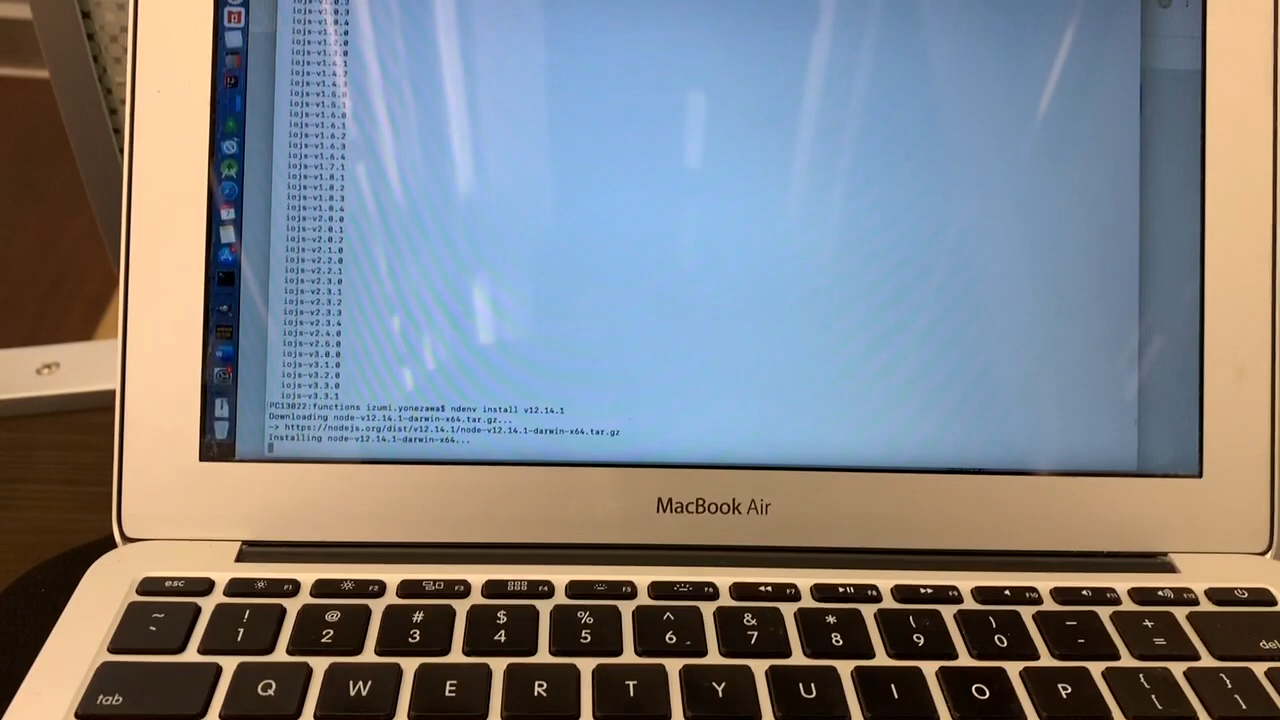 iojs-v1.0.3
iojs-v1.0.4
iojs-v1.1.0
iojs-v1.2.0
iojs-v1.3.0
iojs-v1.4.1
iojs-v1.4.2
iojs-v1.4.3
iojs-v1.5.0
iojs-v1.5.1
iojs-v1.6.0
iojs-v1.6.1
iojs-v1.6.2
iojs-v1.6.3
iojs-v1.6.4
iojs-v1.7.1
iojs-v1.8.1
iojs-v1.8.2
iojs-v1.8.3
iojs-v1.8.4
iojs-v2.0.0
iojs-v2.0.1
iojs-v2.0.2
iojs-v2.1.0
iojs-v2.2.0
iojs-v2.2.1
iojs-v2.3.0
iojs-v2.3.1
iojs-v2.3.2
iojs-v2.3.3
iojs-v2.3.4
iojs-v2.4.0
iojs-v2.5.0
iojs-v3.0.0
iojs-v3.1.0
iojs-v3.2.0
iojs-v3.3.0
iojs-v3.3.1
PC13022:functions izumi.yonezawa$ ndenv install v12.14.1
Downloading node-v12.14.1-darwin-x64.tar.gz...
-> https://nodejs.org/dist/v12.14.1/node-v12.14.1-darwin-x64.tar.gz
Installing node-v12.14.1-darwin-x64...
MacBook Air
esc F1 F2 F3 F4 F5 F6 F7 F8 F9 F10 F11 F12
~ ! @ # $ % ^ & * ( ) - +
` 1 2 3 4 5 6 7 8 9 0 - = del
tab Q W E R T Y U I O P { [ } ]